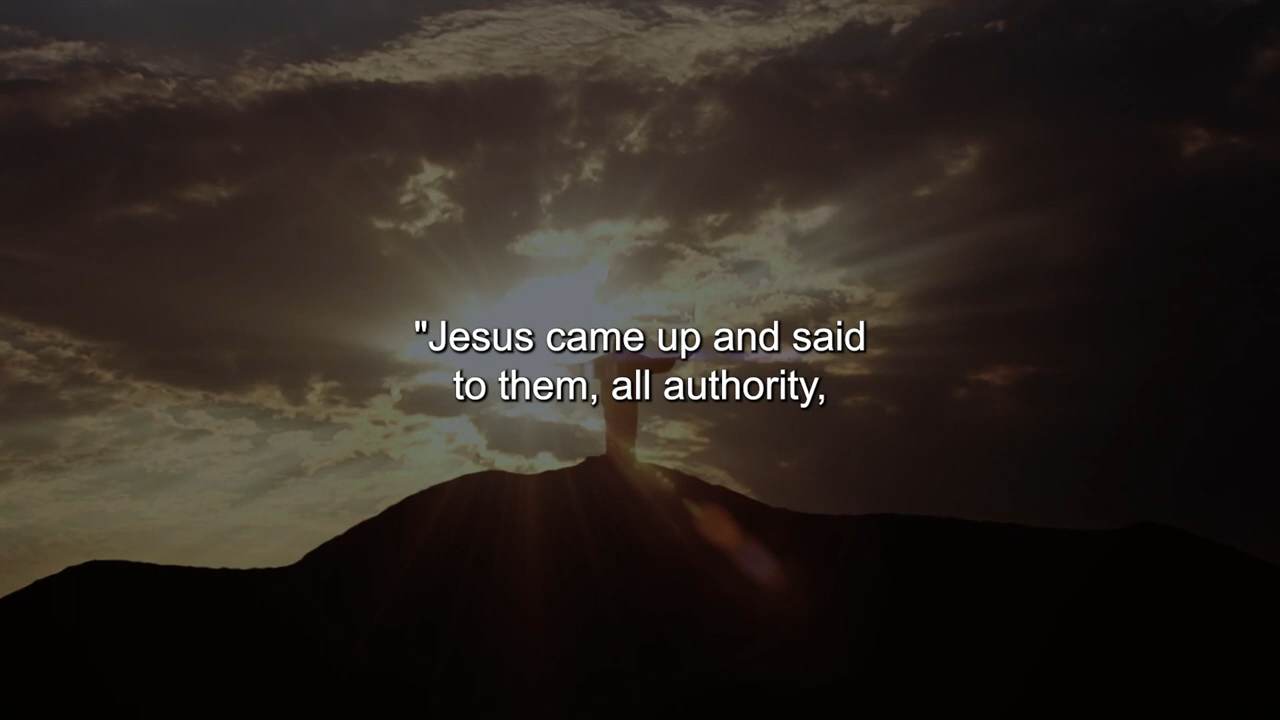 "Jesus came up and said
to them, all authority,